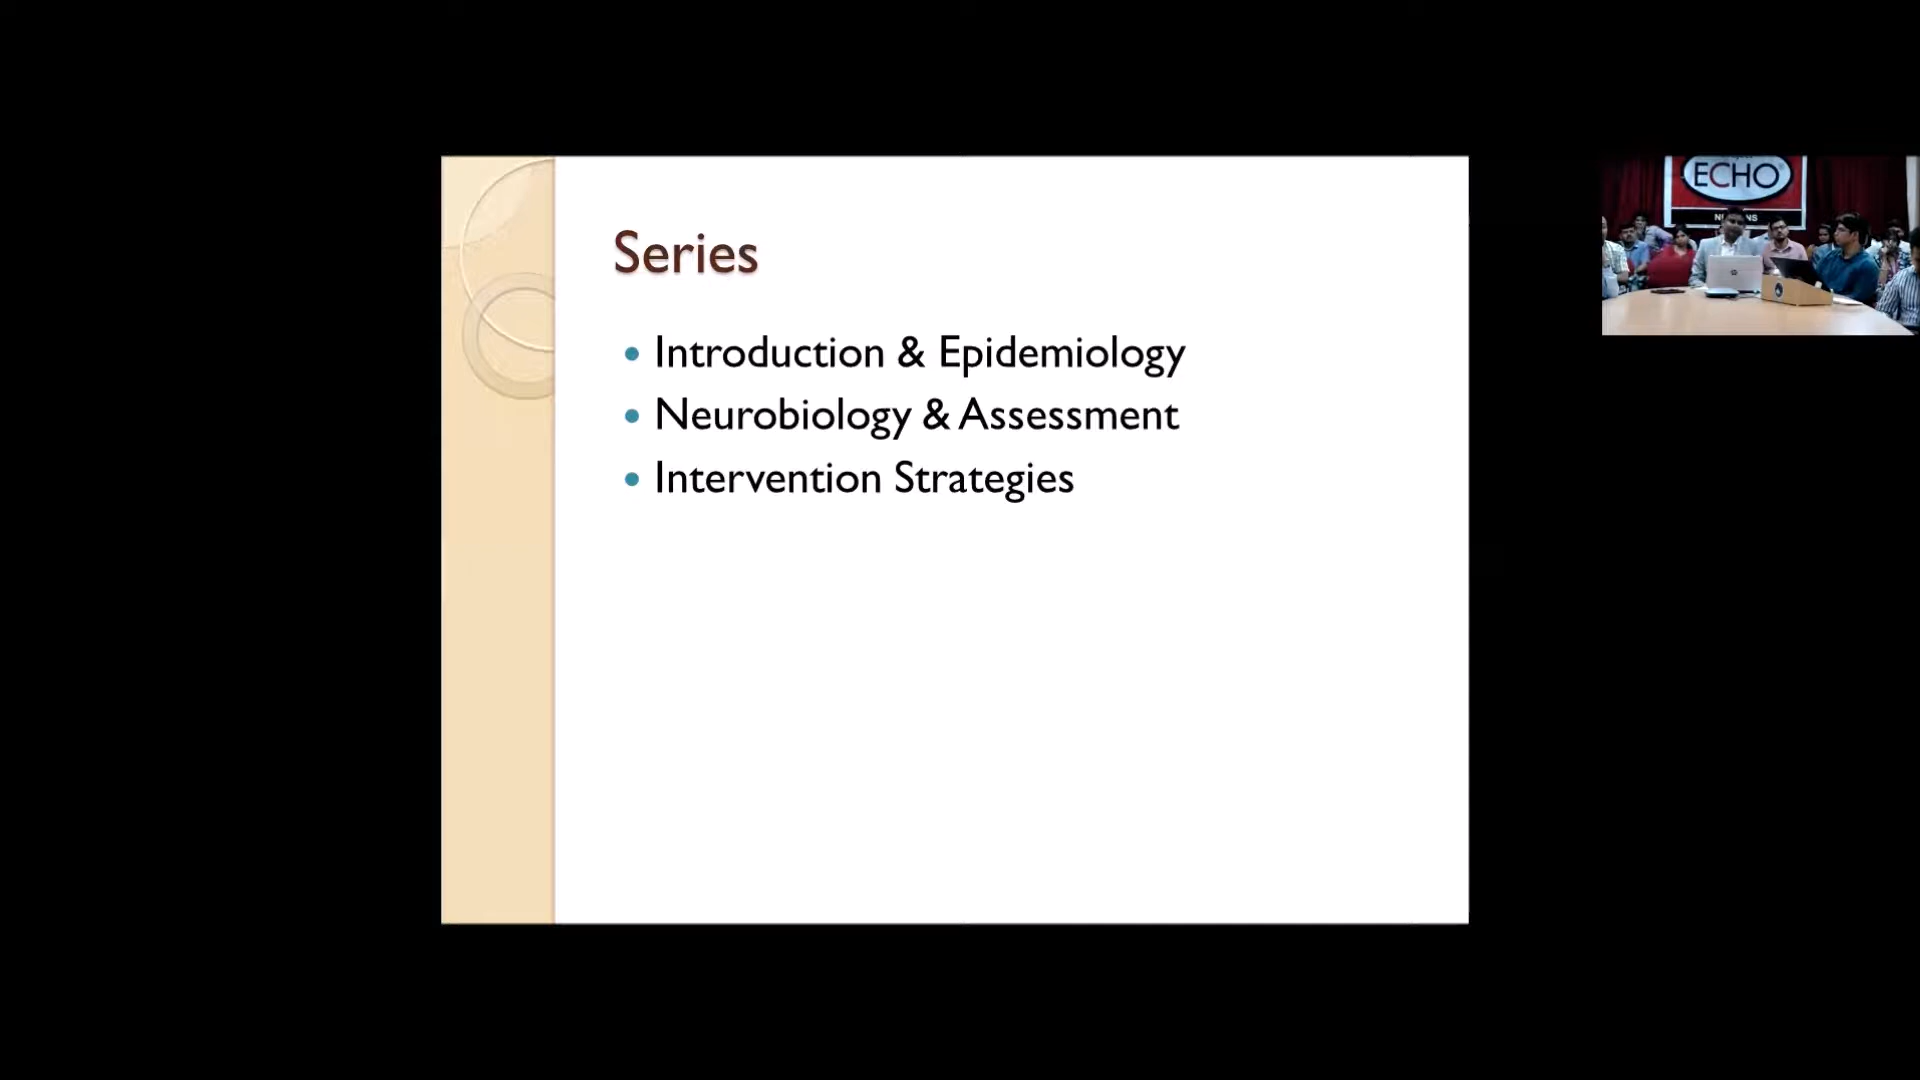 Series
• Introduction & Epidemiology
• Neurobiology & Assessment
• Intervention Strategies
ECHO